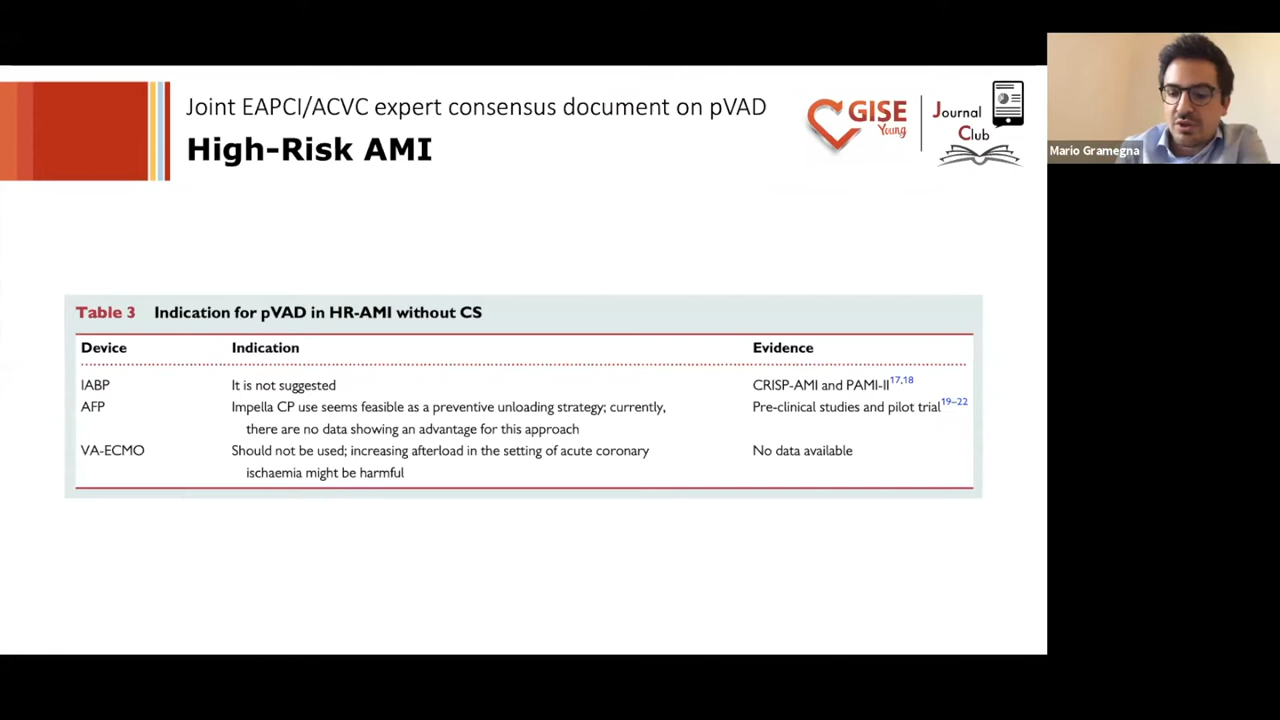 Joint EAPCI/ACVC expert consensus document on pVAD
High-Risk AMI
GISE
Young
Journal
Club
Mario Gramegna
Table 3 Indication for pVAD in HR-AMI without CS
Device Indication Evidence
IABP It is not suggested CRISP-AMI and PAMI-II17,18
AFP Impella CP use seems feasible as a preventive unloading strategy; currently, Pre-clinical studies and pilot trial19–22
there are no data showing an advantage for this approach
VA-ECMO Should not be used; increasing afterload in the setting of acute coronary No data available
ischaemia might be harmful